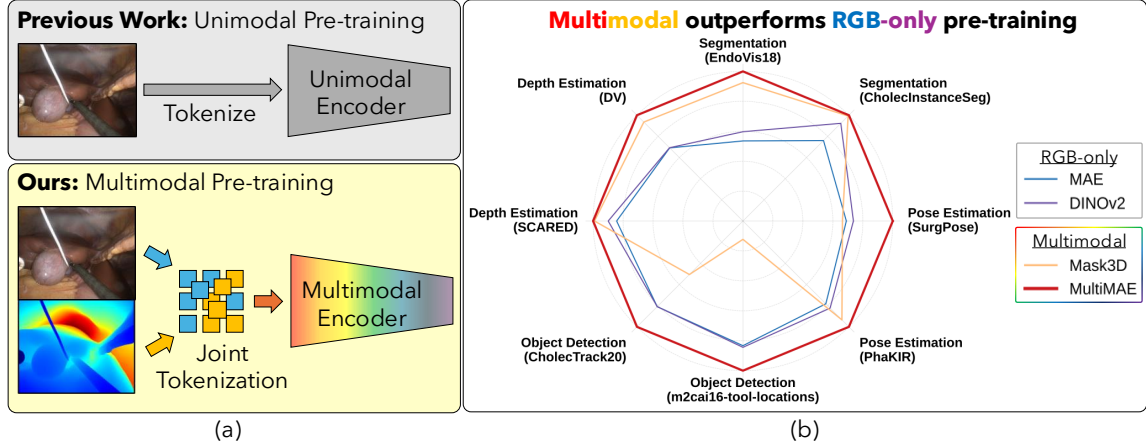 Previous Work: Unimodal Pre-training
Tokenize
Unimodal
Encoder
Ours: Multimodal Pre-training
Joint
Tokenization
Multimodal
Encoder
(a)
Multimodal outperforms RGB-only pre-training
Segmentation
(EndoVis18)
Segmentation
(CholecInstanceSeg)
Pose Estimation
(SurgPose)
Pose Estimation
(PhaKIR)
Object Detection
(m2cai16-tool-locations)
Object Detection
(CholecTrack20)
Depth Estimation
(SCARED)
Depth Estimation
(DV)
RGB-only
MAE
DINOv2
Multimodal
Mask3D
MultiMAE
(b)